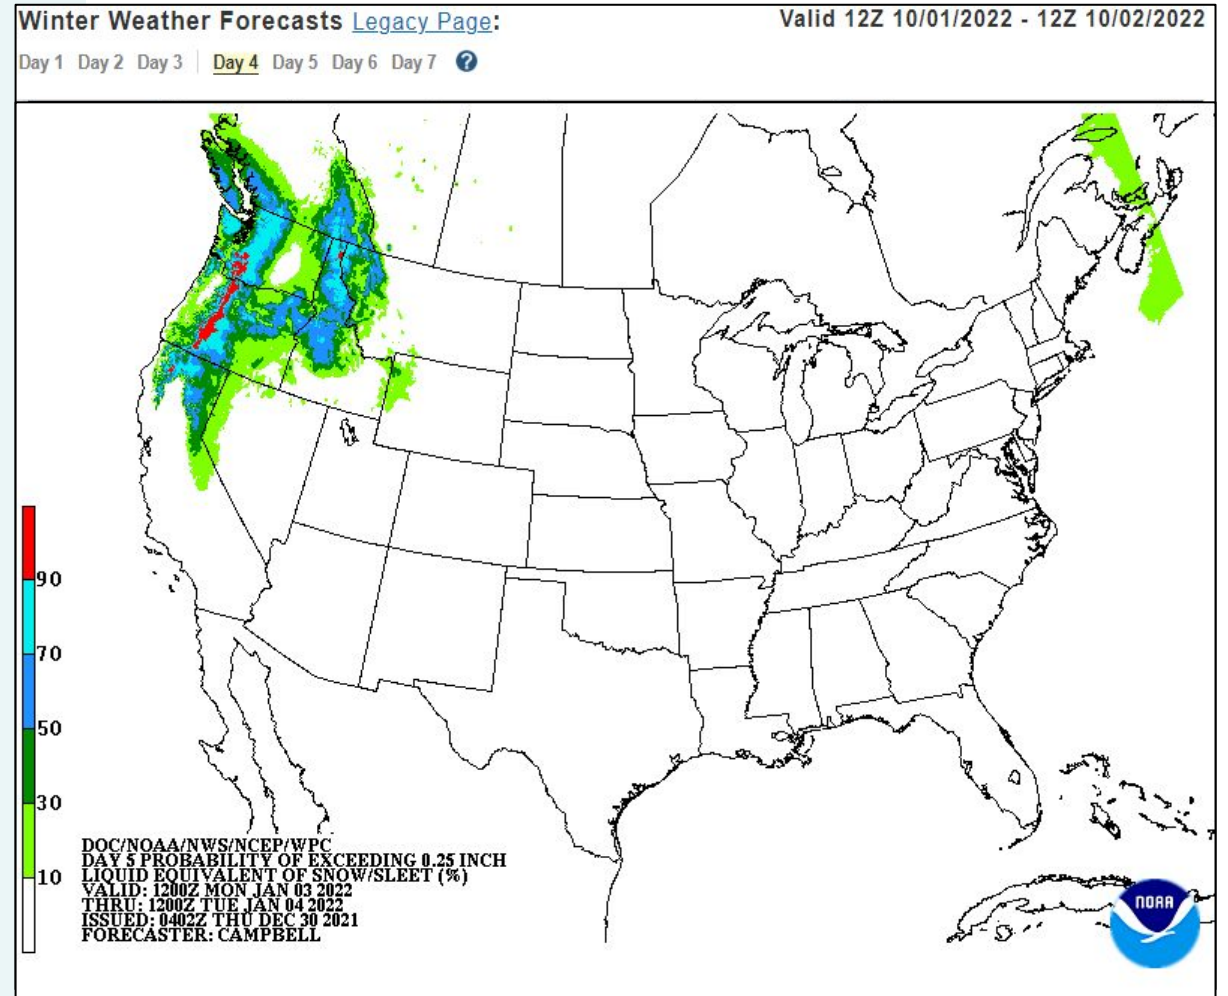 Winter Weather Forecasts Legacy Page: Valid 12Z 10/01/2022 - 12Z 10/02/2022
Day 1 Day 2 Day 3 Day 4 Day 5 Day 6 Day 7 ?
90
70
50
30
10
DOC/NOAA/NWS/NCEP/WPC
DAY 5 PROBABILITY OF EXCEEDING 0.25 INCH
LIQUID EQUIVALENT OF SNOW/SLEET (%)
VALID: 1200Z MON JAN 03 2022
THRU: 1200Z TUE JAN 04 2022
ISSUED: 0402Z THU DEC 30 2021
FORECASTER: CAMPBELL
NOAA